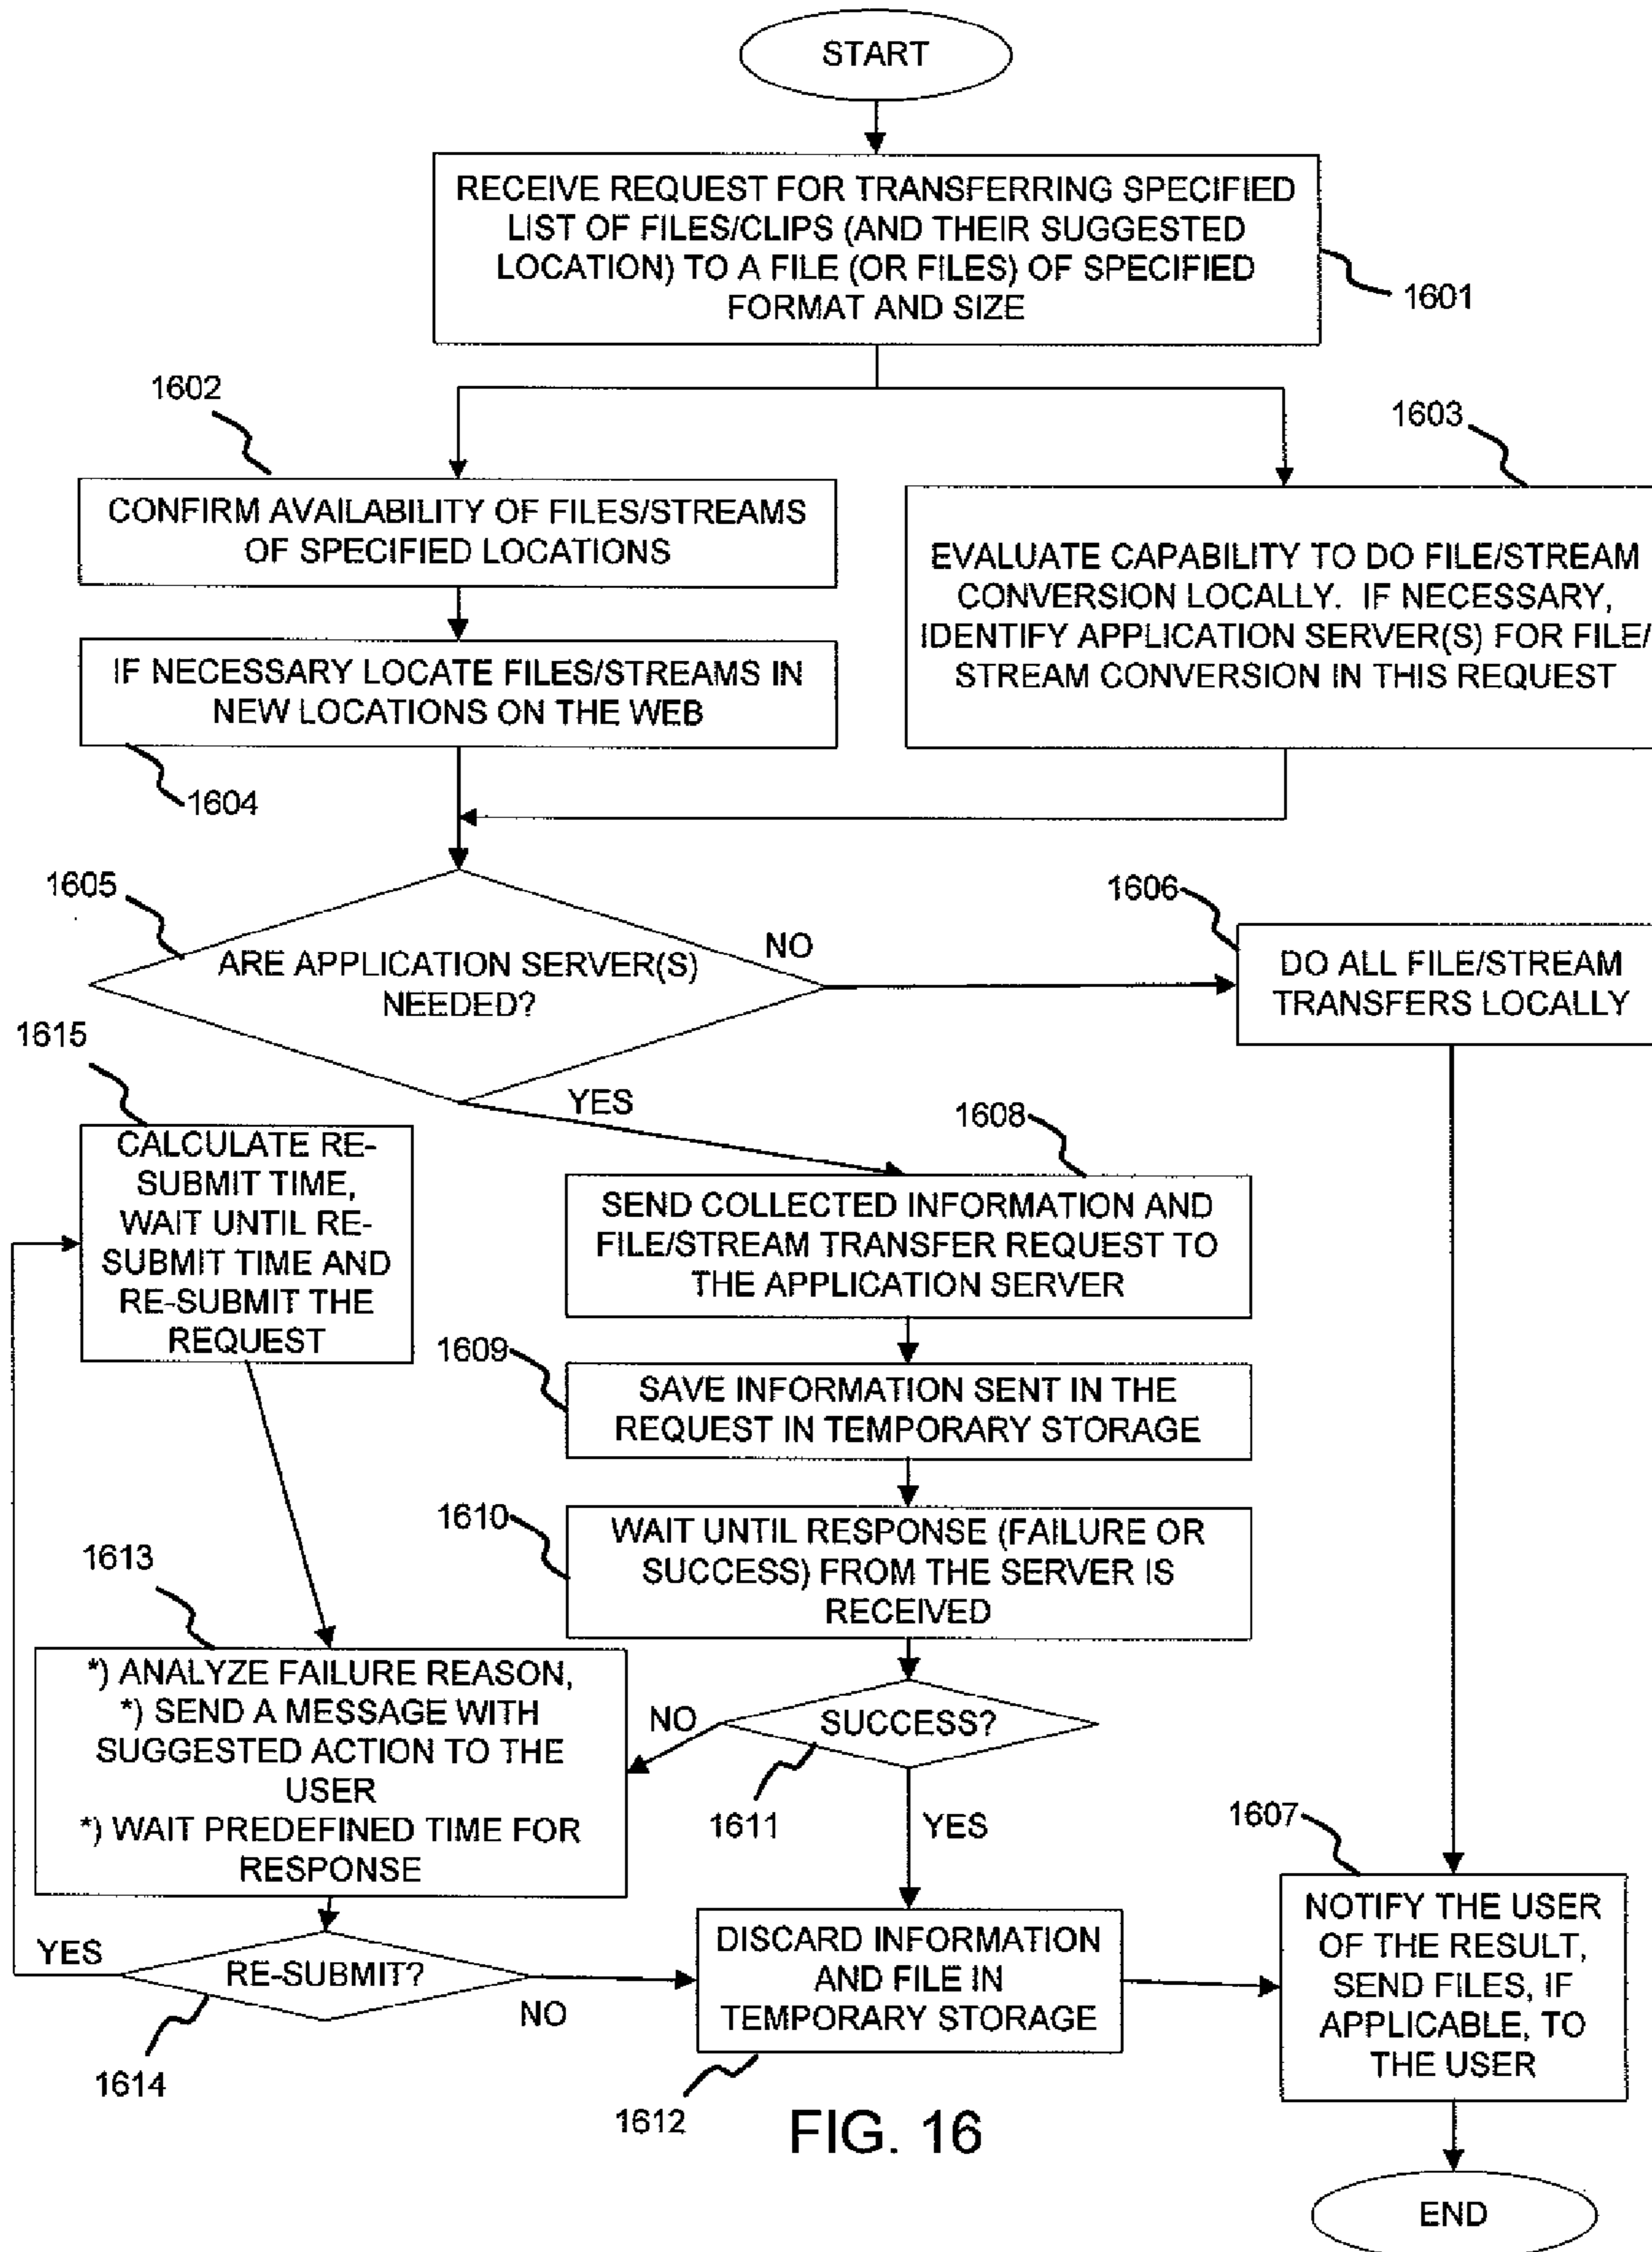 START
RECEIVE REQUEST FOR TRANSFERRING SPECIFIED
LIST OF FILES/CLIPS (AND THEIR SUGGESTED
LOCATION) TO A FILE (OR FILES) OF SPECIFIED
FORMAT AND SIZE
1601
1602
CONFIRM AVAILABILITY OF FILES/STREAMS
OF SPECIFIED LOCATIONS
1603
EVALUATE CAPABILITY TO DO FILE/STREAM
CONVERSION LOCALLY. IF NECESSARY,
IDENTIFY APPLICATION SERVER(S) FOR FILE/
STREAM CONVERSION IN THIS REQUEST
IF NECESSARY LOCATE FILES/STREAMS IN
NEW LOCATIONS ON THE WEB
1604
1605
ARE APPLICATION SERVER(S)
NEEDED?
NO
YES
1606
DO ALL FILE/STREAM
TRANSFERS LOCALLY
1615
CALCULATE RE-
SUBMIT TIME,
WAIT UNTIL RE-
SUBMIT TIME AND
RE-SUBMIT THE
REQUEST
1608
SEND COLLECTED INFORMATION AND
FILE/STREAM TRANSFER REQUEST TO
THE APPLICATION SERVER
1609
SAVE INFORMATION SENT IN THE
REQUEST IN TEMPORARY STORAGE
1610
WAIT UNTIL RESPONSE (FAILURE OR
SUCCESS) FROM THE SERVER IS
RECEIVED
1613
*) ANALYZE FAILURE REASON,
*) SEND A MESSAGE WITH
SUGGESTED ACTION TO THE
USER
*) WAIT PREDEFINED TIME FOR
RESPONSE
NO
SUCCESS?
1611
YES
1607
NOTIFY THE USER
OF THE RESULT,
SEND FILES, IF
APPLICABLE, TO
THE USER
YES
RE-SUBMIT?
NO
1614
DISCARD INFORMATION
AND FILE IN
TEMPORARY STORAGE
1612
FIG. 16
END